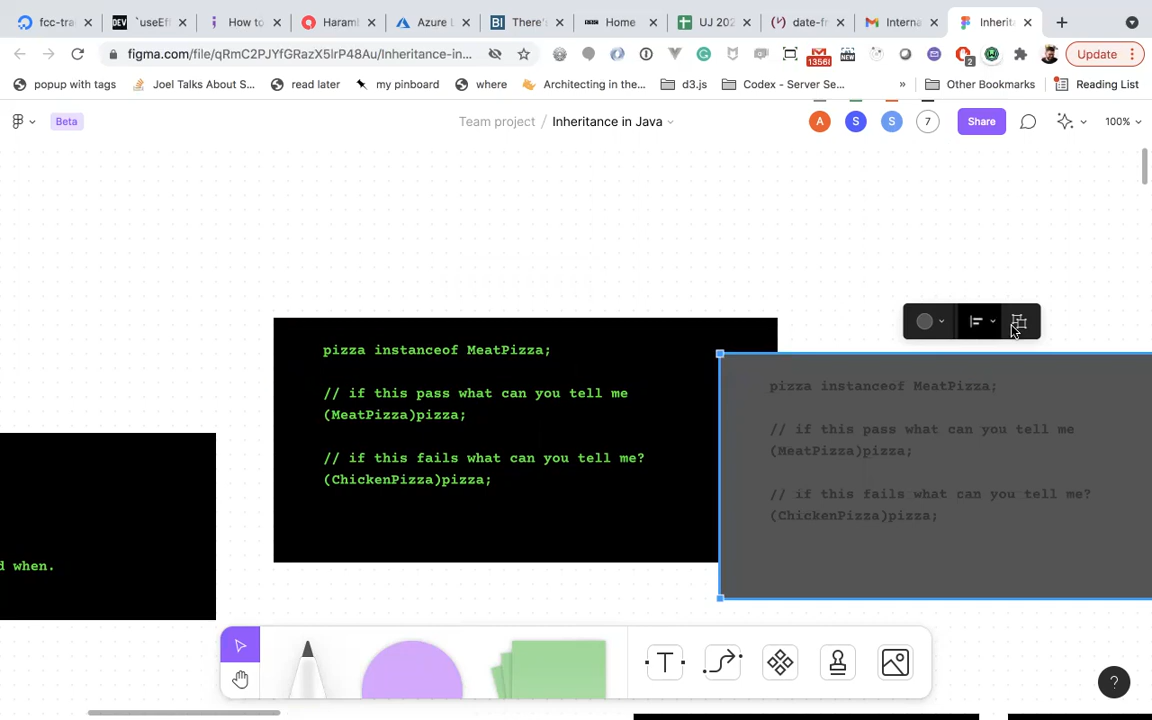 fcc-tra
`useEf
How to
Haram
Azure L
There'
Home
UJ 202
date-fr
Interna
Inherit
figma.com/file/qRmC2PJYfGRazX5lrP48Au/Inheritance-in...
1356
NEW
2
Update
popup with tags
Joel Talks About S...
read later
my pinboard
where
Architecting in the...
d3.js
Codex - Server Se...
»
Other Bookmarks
Reading List
Beta
Team project / Inheritance in Java
A
S
S
7
Share
100%
pizza instanceof MeatPizza;
// if this pass what can you tell me
(MeatPizza)pizza;
// if this fails what can you tell me?
(ChickenPizza)pizza;
pizza instanceof MeatPizza;
// if this pass what can you tell me
(MeatPizza)pizza;
// if this fails what can you tell me?
(ChickenPizza)pizza;
d when.
T
?